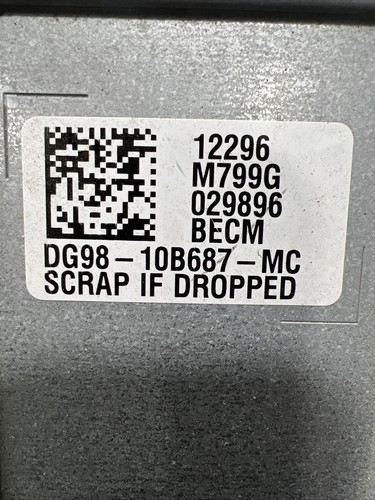 12296
M799G
029896
BECM
DG98-10B687-MC
SCRAP IF DROPPED